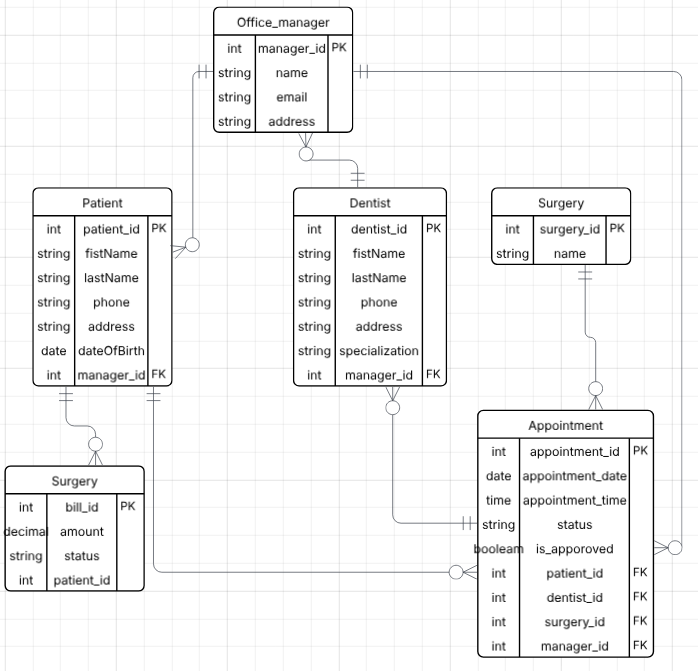 Office_manager
int manager_id PK
string name
string email
string address
Patient
int patient_id PK
string fistName
string lastName
string phone
string address
date dateOfBirth
int manager_id FK
Dentist
int dentist_id PK
string fistName
string lastName
string phone
string address
string specialization
int manager_id FK
Surgery
int surgery_id PK
string name
Surgery
int bill_id PK
decimal amount
string status
int patient_id
Appointment
int appointment_id PK
date appointment_date
time appointment_time
string status
booleam is_apporoved
int patient_id FK
int dentist_id FK
int surgery_id FK
int manager_id FK